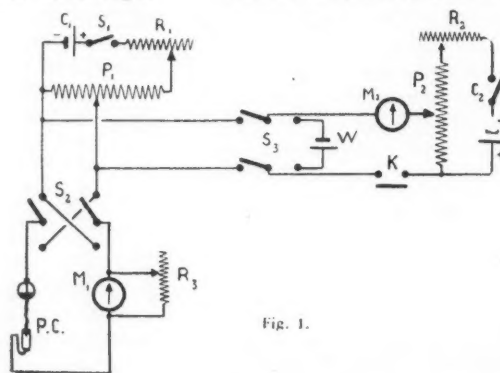 C₁ S₁ R₁
− +
P₁
R₂
M₂ P₂ C₂
S₃ W
K
S₂
M₁ R₃
P.C.
Fig. 1.